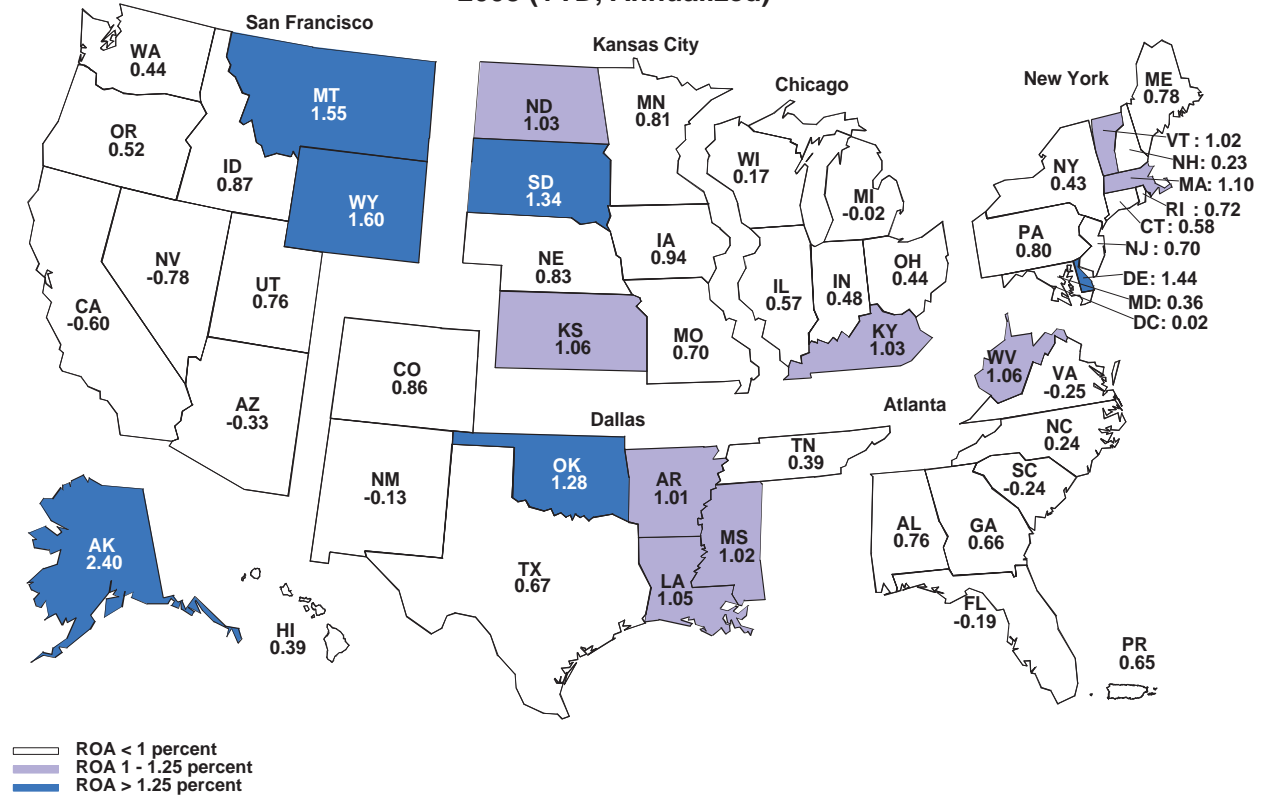 (YTD, Annualized)
San Francisco
Kansas City
Chicago
New York
WA
0.44
OR
0.52
ID
0.87
MT
1.55
WY
1.60
NV
-0.78
UT
0.76
CA
-0.60
AZ
-0.33
AK
2.40
HI
0.39
ND
1.03
SD
1.34
MN
0.81
NE
0.83
IA
0.94
KS
1.06
MO
0.70
WI
0.17
MI
-0.02
IL
0.57
IN
0.48
OH
0.44
KY
1.03
ME
0.78
VT : 1.02
NH: 0.23
MA: 1.10
RI : 0.72
CT: 0.58
NJ : 0.70
DE: 1.44
MD: 0.36
DC: 0.02
NY
0.43
PA
0.80
Dallas
CO
0.86
NM
-0.13
OK
1.28
TX
0.67
AR
1.01
LA
1.05
MS
1.02
TN
0.39
Atlanta
WV
1.06
VA
-0.25
NC
0.24
SC
-0.24
AL
0.76
GA
0.66
FL
-0.19
PR
0.65
ROA < 1 percent
ROA 1 - 1.25 percent
ROA > 1.25 percent